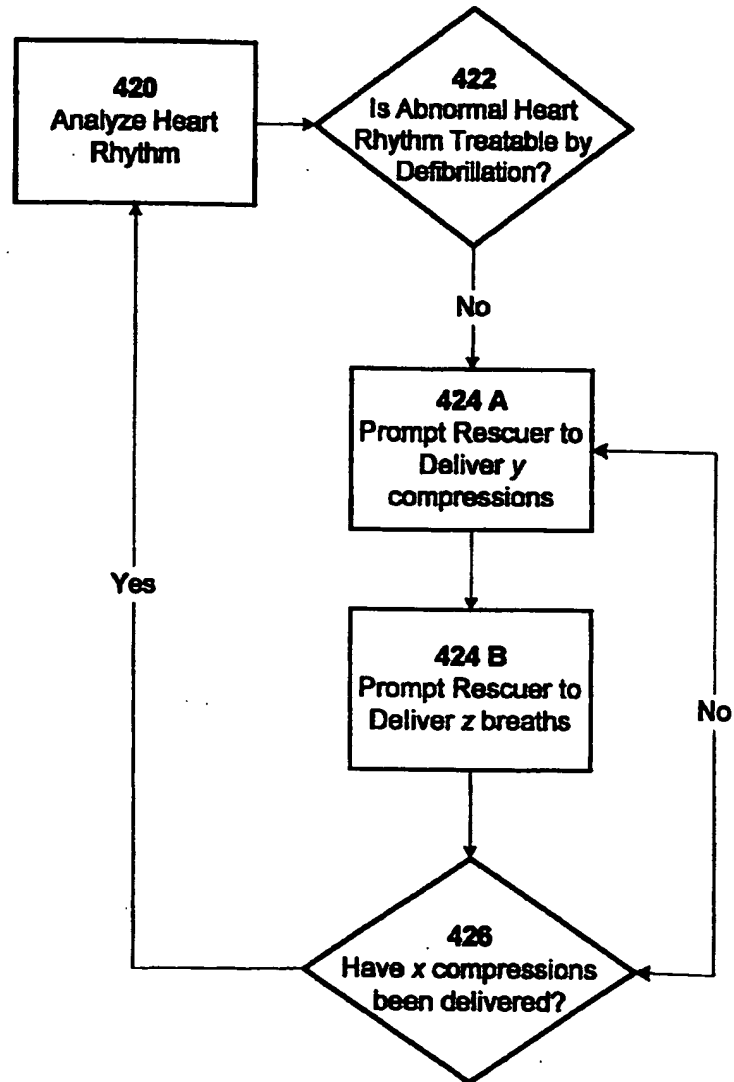 420
Analyze Heart
Rhythm
422
Is Abnormal Heart
Rhythm Treatable by
Defibrillation?
No
424 A
Prompt Rescuer to
Deliver y
compressions
Yes
424 B
Prompt Rescuer to
Deliver z breaths
No
426
Have x compressions
been delivered?